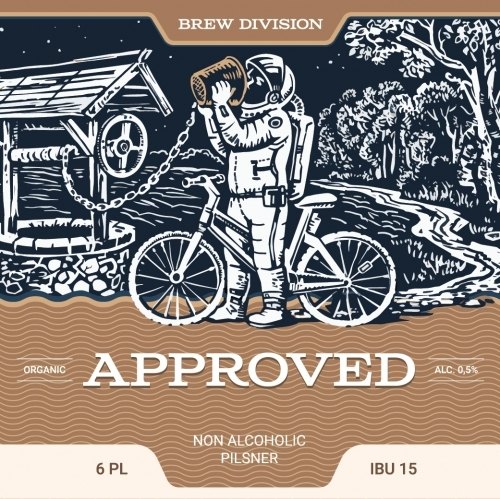 BREW DIVISION
ORGANIC
APPROVED
ALC. 0,5%
NON ALCOHOLIC
PILSNER
6 PL
IBU 15